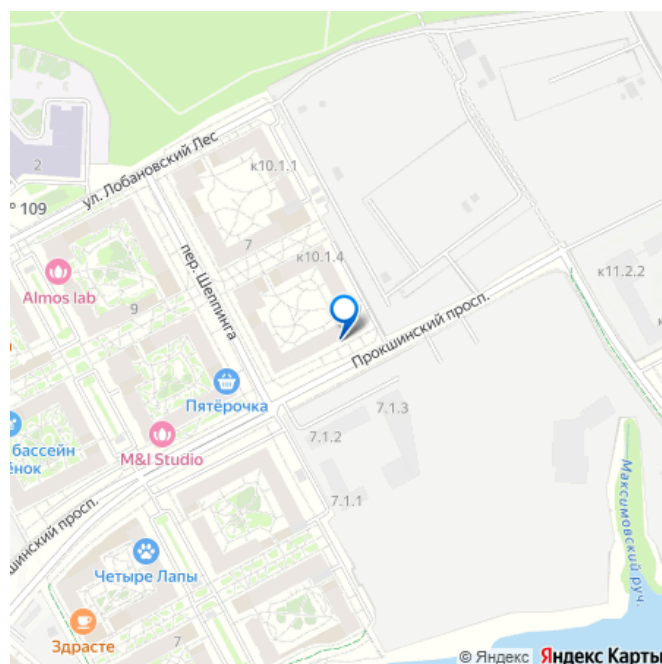 ул. Лобановский Лес
к10.1.1
2
° 109
7
к10.1.4
пер. Шеппинга
к11.2.2
Almos lab
9
Прокшинский просп.
Пятёрочка
7.1.3
7.1.2
бассейн
ёнок
M&I Studio
7.1.1
Максимовский руч.
шинский просп.
Четыре Лапы
Здрасте
7
© Яндекс Яндекс Карты